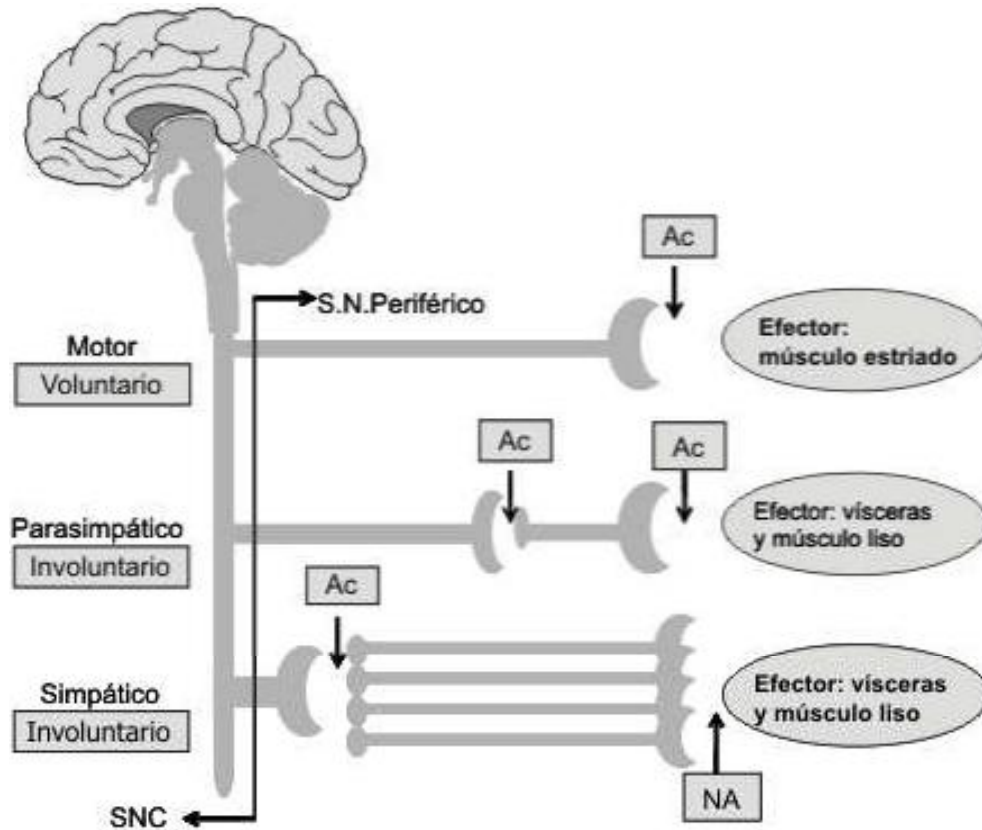 Ac
S.N.Periférico
Motor
Voluntario
Efector:
músculo estriado
Ac
Ac
Parasimpático
Involuntario
Efector: vísceras
y músculo liso
Ac
Simpático
Involuntario
Efector: vísceras
y músculo liso
NA
SNC